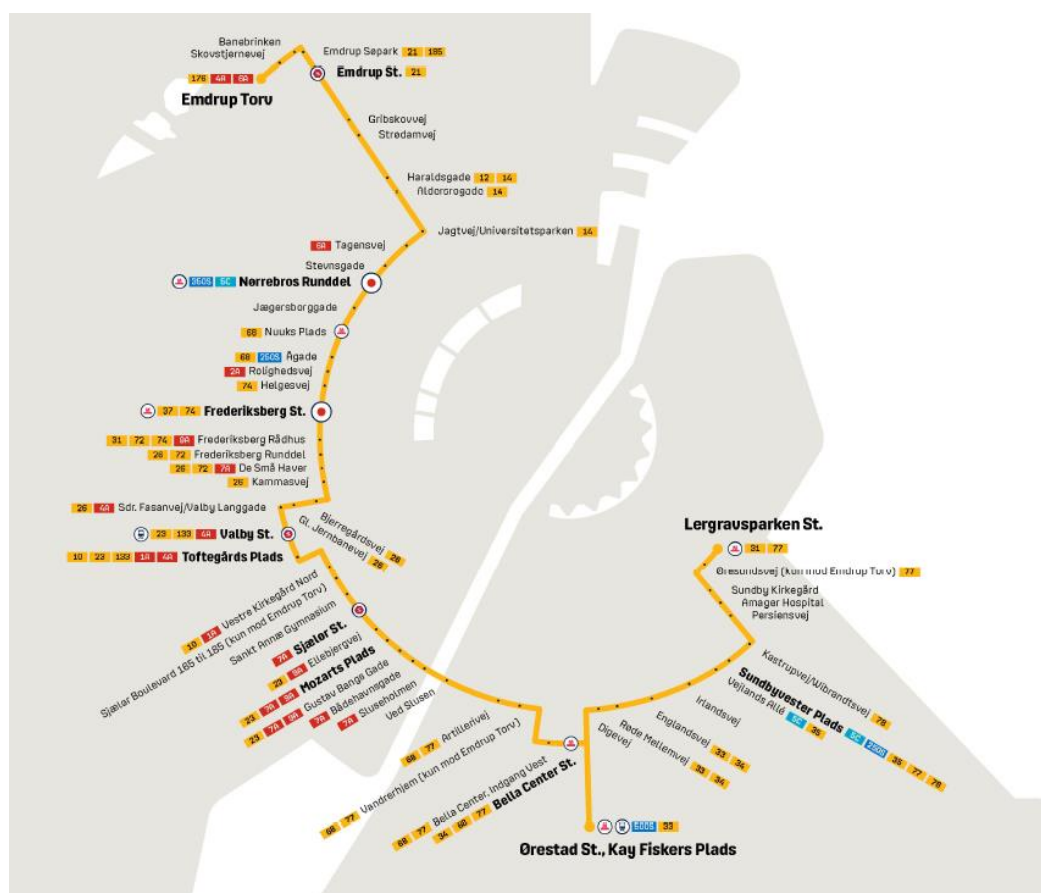 Banebrinken
Skovstjernevej
176 4A 6A
Emdrup Torv
Emdrup Søpark 21 185
Emdrup St. 21
Gribskovvej
Strødamvej
Haraldsgade 12 14
Aldersrogade 14
Jagtvej/Universitetsparken 14
6A Tagensvej
Stevnsgade
350S 5C Nørrebros Runddel
Jægersborggade
68 Nuuks Plads
68 250S Ågade
2A Rolighedsvej
74 Helgesvej
37 74 Frederiksberg St.
31 72 74 9A Frederiksberg Rådhus
26 72 Frederiksberg Runddel
26 72 7A De Små Haver
26 Kammasvej
26 4A Sdr. Fasanvej/Valby Langgade
23 133 4A Valby St.
10 23 133 1A 4A Toftegårds Plads
Bjerregårdsvej 26
Gl. Jernbanevej 26
10 1A Vestre Kirkegård Nord
Sjælør Boulevard 165 til 185 (kun mod Emdrup Torv)
Sankt Annæ Gymnasium
7A Sjælør St.
23 9A Ellebjergvej
23 7A 9A Mozarts Plads
23 7A 9A Gustav Bangs Gade
7A Bådehavnsgade
7A Sluseholmen
Ved Slusen
68 77 Artillerivej
68 77 Vandrerhjem (kun mod Emdrup Torv)
68 77 Bella Center, Indgang Vest
34 68 77 Bella Center St.
500S 33
Ørestad St., Kay Fiskers Plads
Digevej
Røde Mellemvej 33 34
Englandsvej 33 34
Irlandsvej
Vejlands Allé 5C 35
Sundbyvester Plads 5C 250S 35 77 78
Kastrupvej/Wibrandtsvej 78
Persiensvej
Amager Hospital
Sundby Kirkegård
Øresundsvej (kun mod Emdrup Torv) 77
31 77
Lergravsparken St.